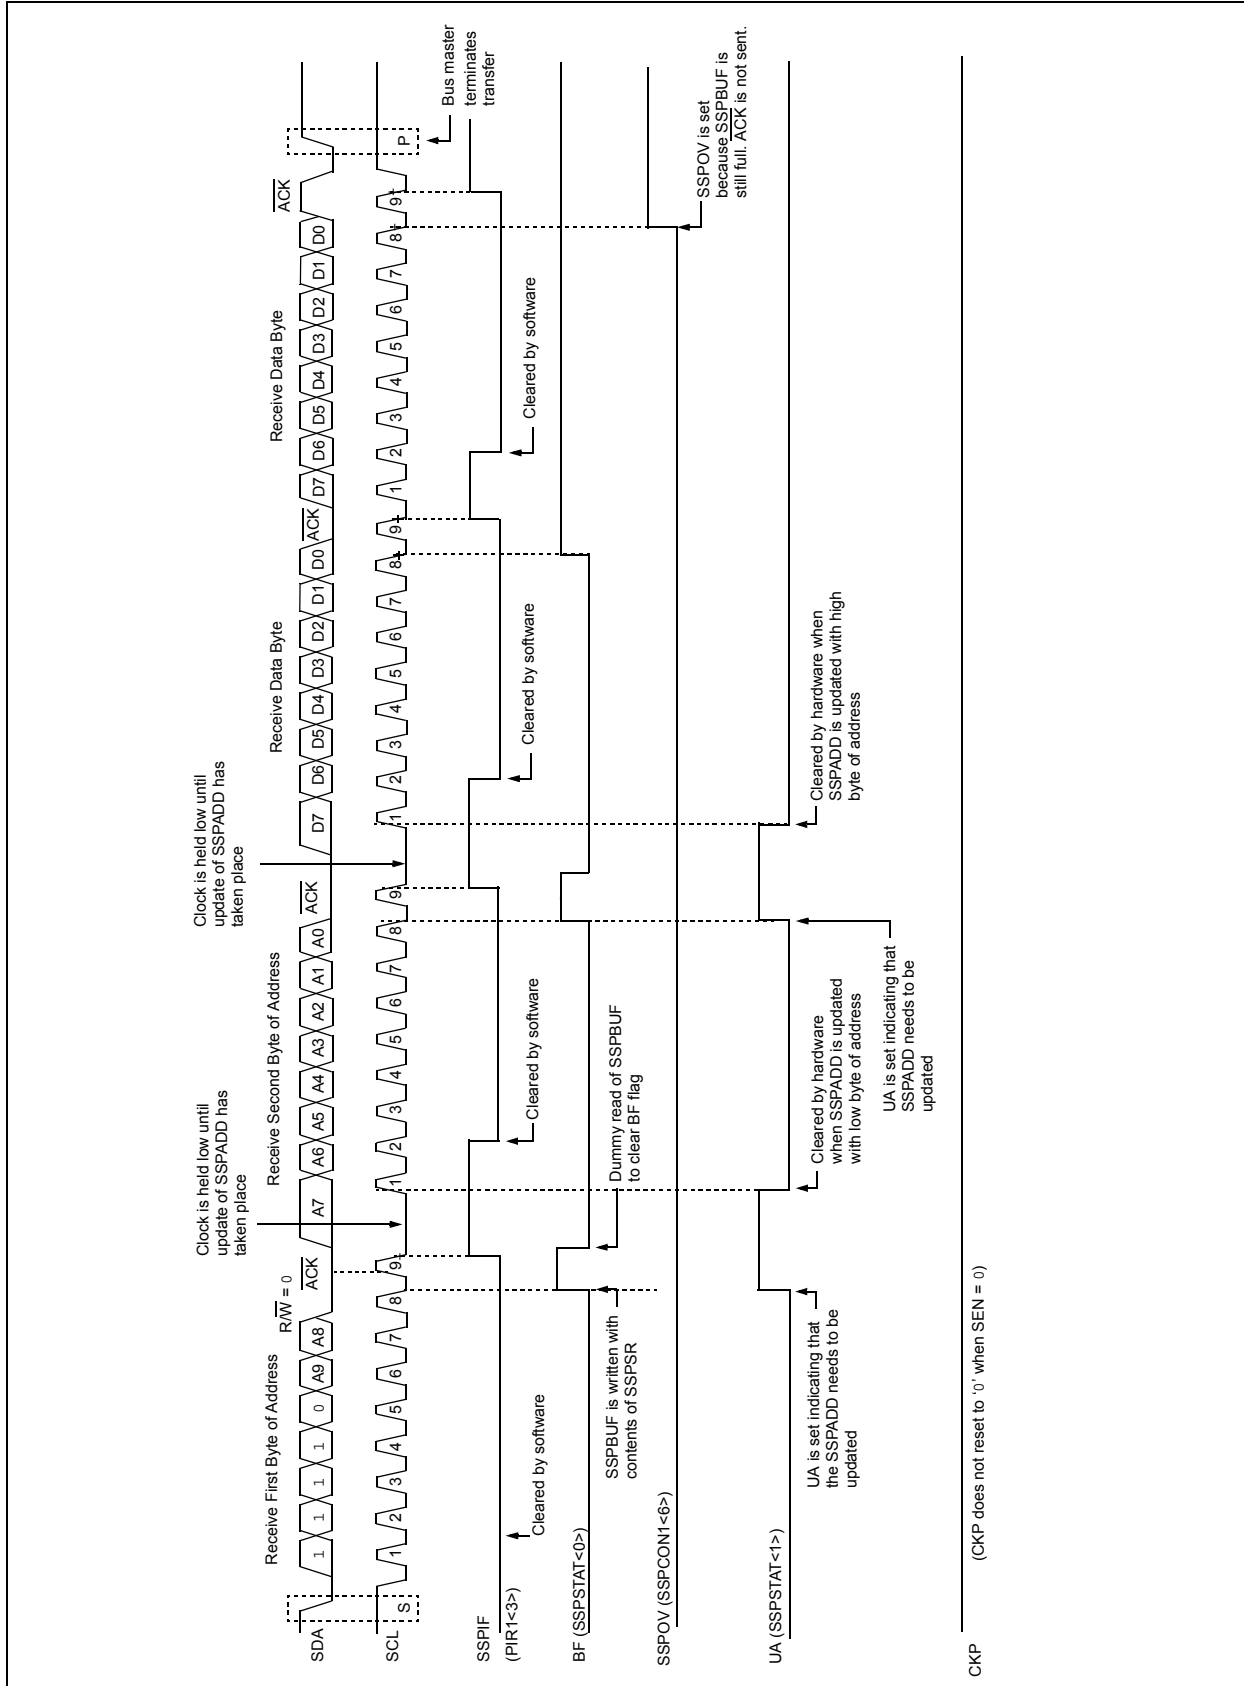 Clock is held low until
update of SSPADD has
taken place
Clock is held low until
update of SSPADD has
taken place
Receive First Byte of Address
R/W̅ = 0
Receive Second Byte of Address
Receive Data Byte
Receive Data Byte
A̅C̅K̅
A̅C̅K̅
A̅C̅K̅
A̅C̅K̅
SDA
1 1 1 1 0 A9 A8
A7 A6 A5 A4 A3 A2 A1 A0
D7 D6 D5 D4 D3 D2 D1 D0
D7 D6 D5 D4 D3 D2 D1 D0
SCL
S
1 2 3 4 5 6 7 8 9
1 2 3 4 5 6 7 8 9
1 2 3 4 5 6 7 8 9
1 2 3 4 5 6 7 8 9
P
Bus master
terminates
transfer
SSPIF
(PIR1<3>)
Cleared by software
Cleared by software
Cleared by software
Cleared by software
BF (SSPSTAT<0>)
SSPBUF is written with
contents of SSPSR
Dummy read of SSPBUF
to clear BF flag
SSPOV (SSPCON1<6>)
SSPOV is set
because SSPBUF is
still full. A̅C̅K̅ is not sent.
UA (SSPSTAT<1>)
UA is set indicating that
the SSPADD needs to be
updated
Cleared by hardware
when SSPADD is updated
with low byte of address
UA is set indicating that
SSPADD needs to be
updated
Cleared by hardware when
SSPADD is updated with high
byte of address
CKP
(CKP does not reset to ‘0’ when SEN = 0)